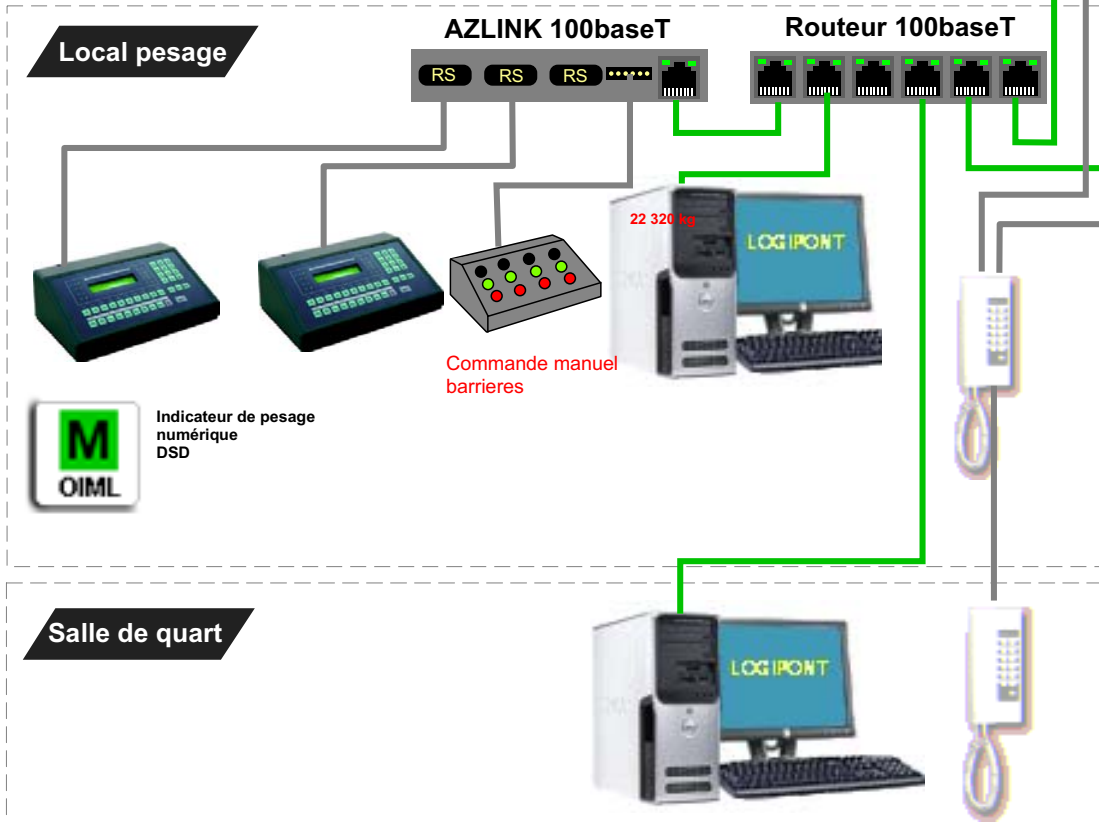 Local pesage
AZLINK 100baseT
Routeur 100baseT
RS
RS
RS
22 320 kg
LOGIPONT
Commande manuel
barrieres
M
OIML
Indicateur de pesage
numérique
DSD
Salle de quart
LOGIPONT